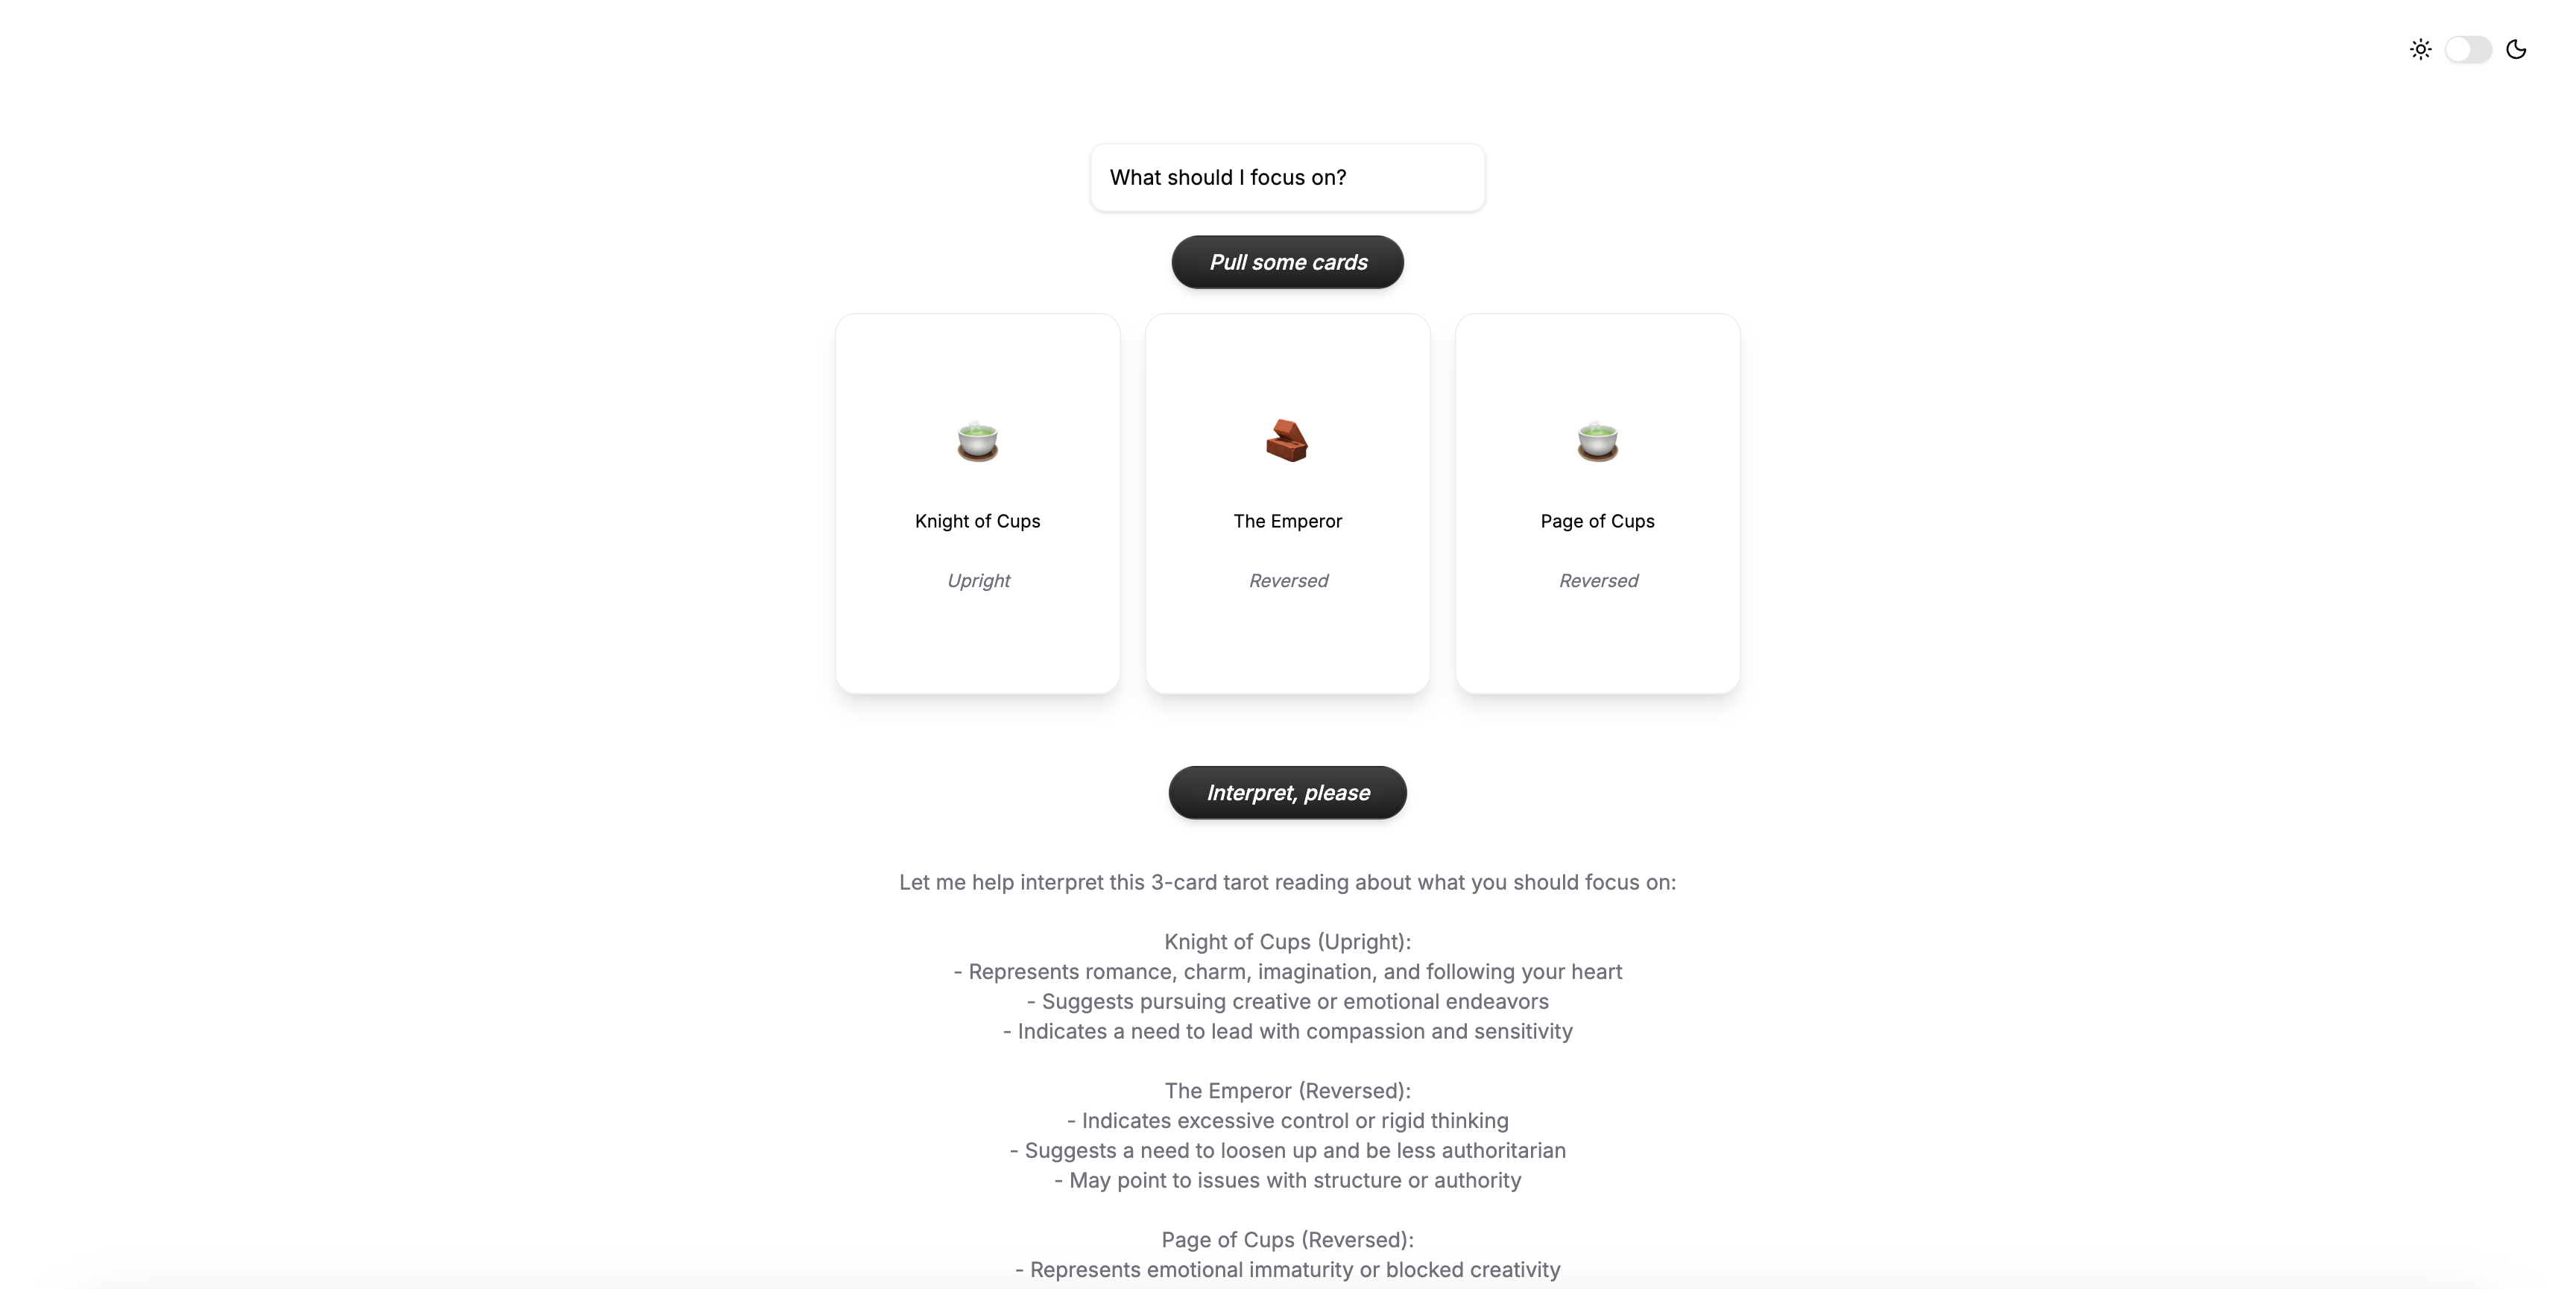 What should I focus on?
Pull some cards
Knight of Cups
Upright
The Emperor
Reversed
Page of Cups
Reversed
Interpret, please
Let me help interpret this 3-card tarot reading about what you should focus on:
Knight of Cups (Upright):
- Represents romance, charm, imagination, and following your heart
- Suggests pursuing creative or emotional endeavors
- Indicates a need to lead with compassion and sensitivity
The Emperor (Reversed):
- Indicates excessive control or rigid thinking
- Suggests a need to loosen up and be less authoritarian
- May point to issues with structure or authority
Page of Cups (Reversed):
- Represents emotional immaturity or blocked creativity